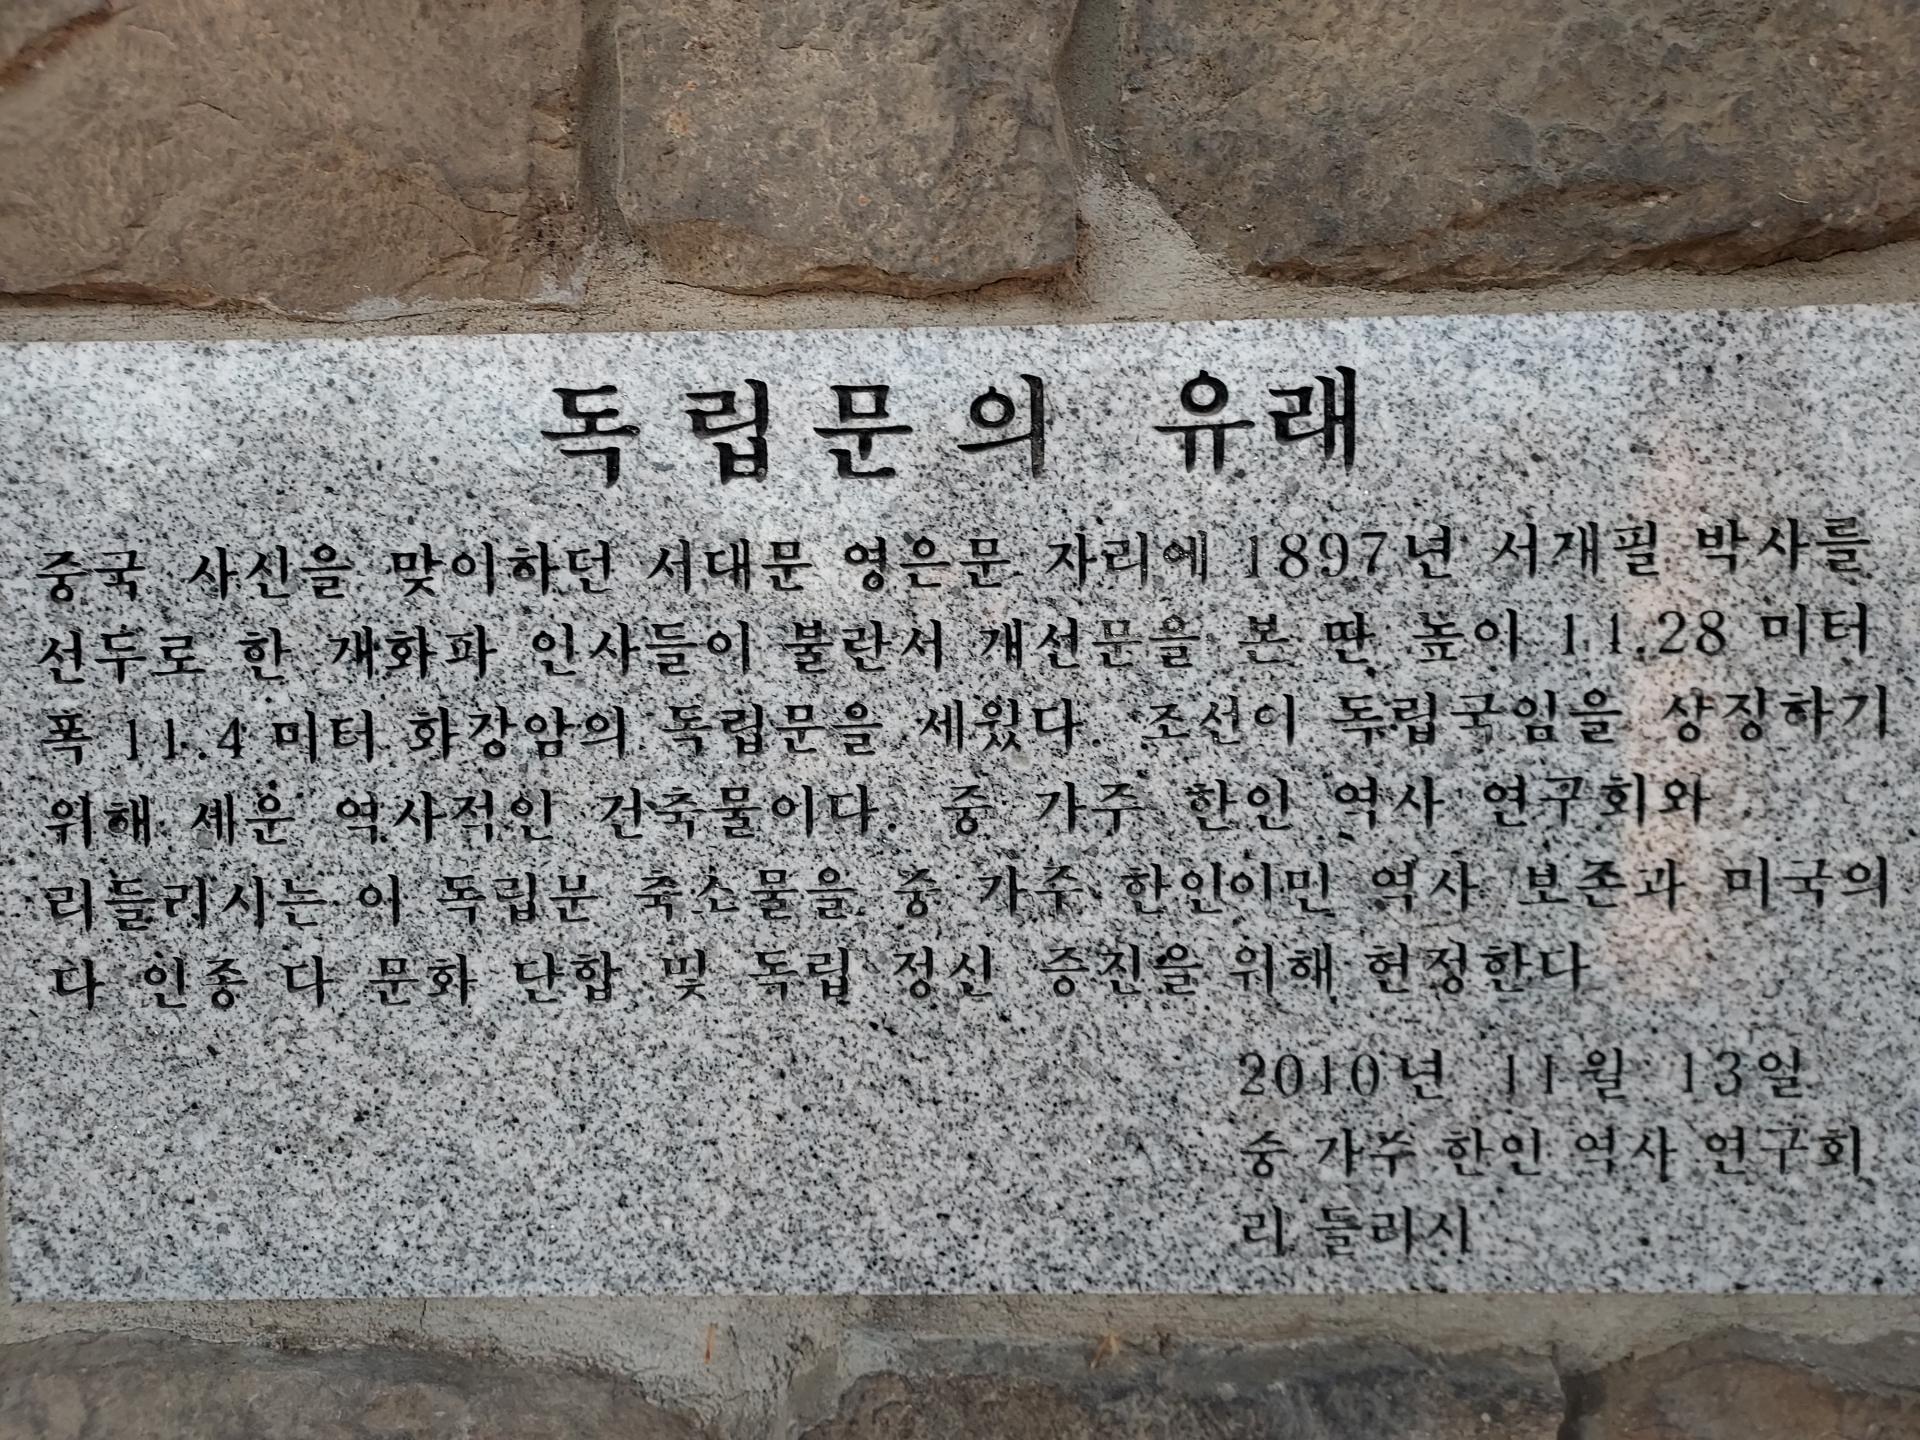 독립문의 유래
중국 사신을 맞이하던 서대문 영은문 자리에 1897년 서재필 박사를
선두로 한 개화파 인사들이 불란서 개선문을 본 딴 높이 11.28 미터
폭 11.4 미터 화강암의 독립문을 세웠다. 조선이 독립국임을 상징하기
위해 세운 역사적인 건축물이다. 중 가주 한인 역사 연구회와
리들리시는 이 독립문 축소물을 중 가주 한인이민 역사 보존과 미국의
다 인종 다 문화 단합 및 독립 정신 증진을 위해 헌정한다
2010년 11월 13일
중 가주 한인 역사 연구회
리 들리시